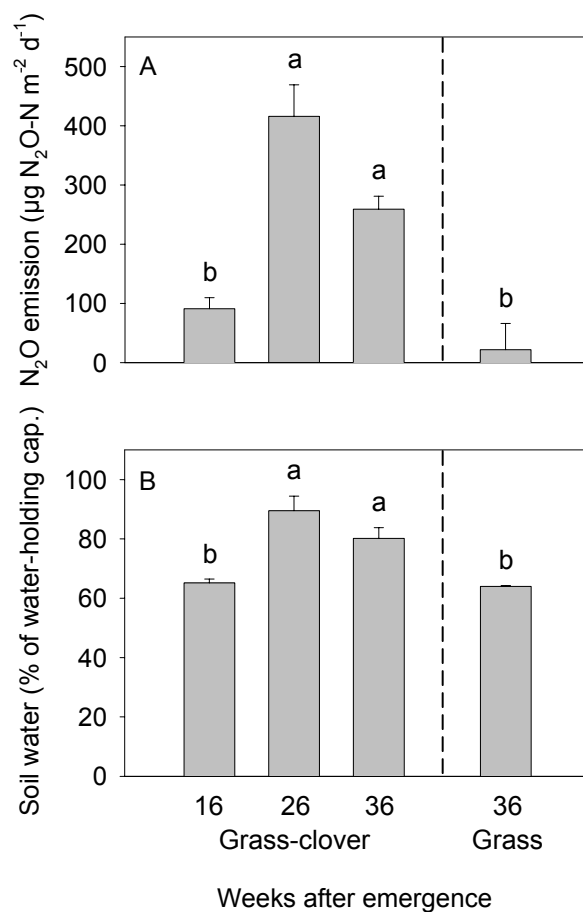 A
N₂O emission (µg N₂O-N m⁻² d⁻¹)
500
400
300
200
100
0
b
a
a
b
B
Soil water (% of water-holding cap.)
100
80
60
40
20
0
b
a
a
b
16 26 36 36
Grass-clover Grass
Weeks after emergence